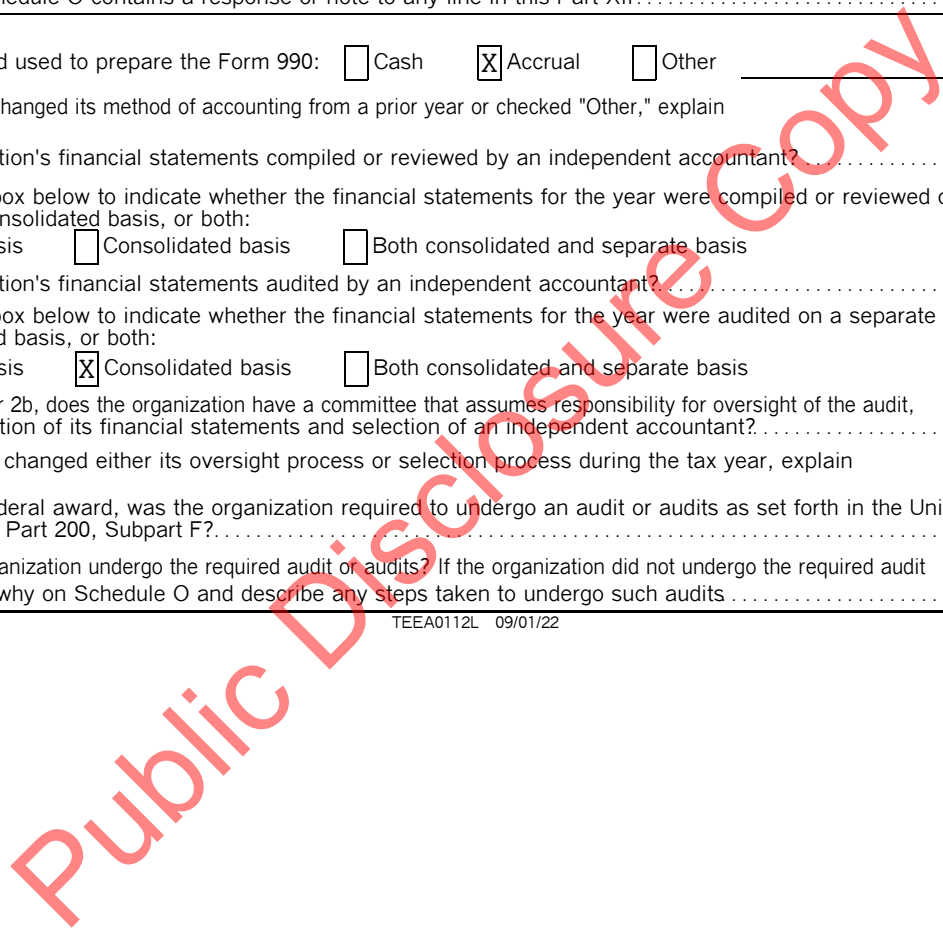 edule O contains a response or note to any line in this Part XII
d used to prepare the Form 990: Cash X Accrual Other
hanged its method of accounting from a prior year or checked "Other," explain
tion's financial statements compiled or reviewed by an independent accountant?
box below to indicate whether the financial statements for the year were compiled or reviewed o
nsolidated basis, or both:
sis Consolidated basis Both consolidated and separate basis
tion's financial statements audited by an independent accountant?
box below to indicate whether the financial statements for the year were audited on a separate
d basis, or both:
sis X Consolidated basis Both consolidated and separate basis
r 2b, does the organization have a committee that assumes responsibility for oversight of the audit,
tion of its financial statements and selection of an independent accountant?
changed either its oversight process or selection process during the tax year, explain
deral award, was the organization required to undergo an audit or audits as set forth in the Uni
Part 200, Subpart F?
anization undergo the required audit or audits? If the organization did not undergo the required audit
why on Schedule O and describe any steps taken to undergo such audits
TEEA0112L 09/01/22
Public Disclosure Copy